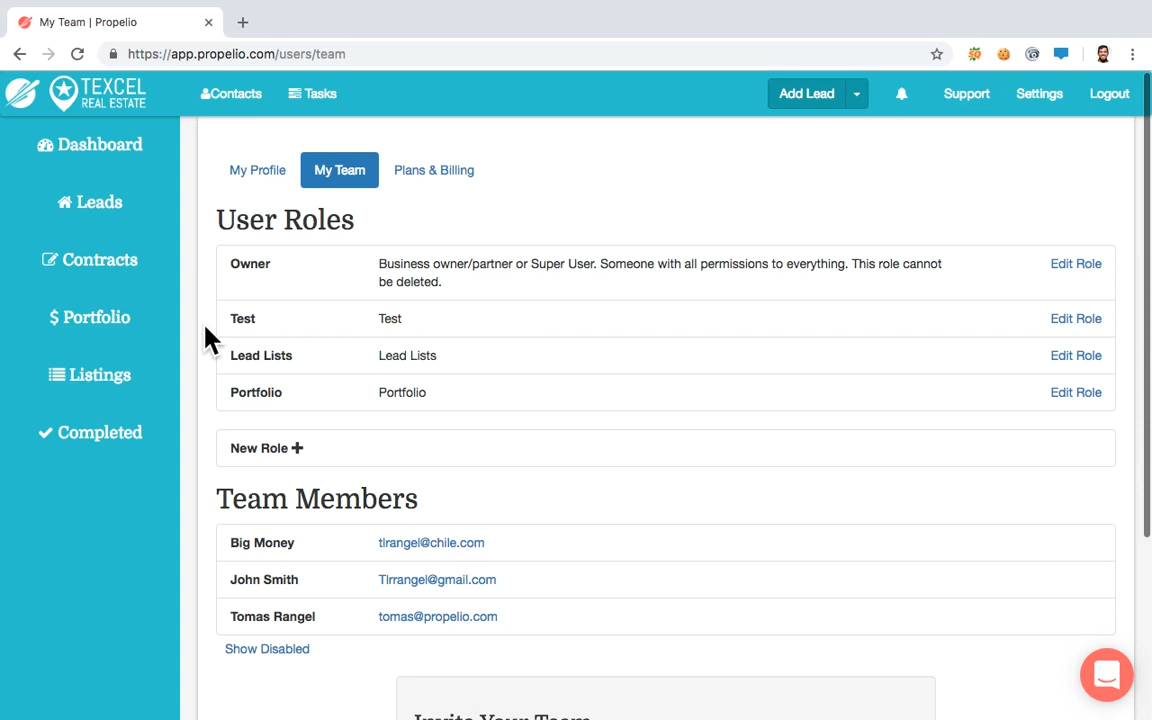 My Team | Propelio
https://app.propelio.com/users/team
TEXCEL
REAL ESTATE
Contacts
Tasks
Add Lead
Support
Settings
Logout
Dashboard
Leads
Contracts
$ Portfolio
Listings
Completed
My Profile
My Team
Plans & Billing
User Roles
Owner
Business owner/partner or Super User. Someone with all permissions to everything. This role cannot
be deleted.
Edit Role
Test
Test
Edit Role
Lead Lists
Lead Lists
Edit Role
Portfolio
Portfolio
Edit Role
New Role
Team Members
Big Money
tlrangel@chile.com
John Smith
Tlrrangel@gmail.com
Tomas Rangel
tomas@propelio.com
Show Disabled
Invite Your Team